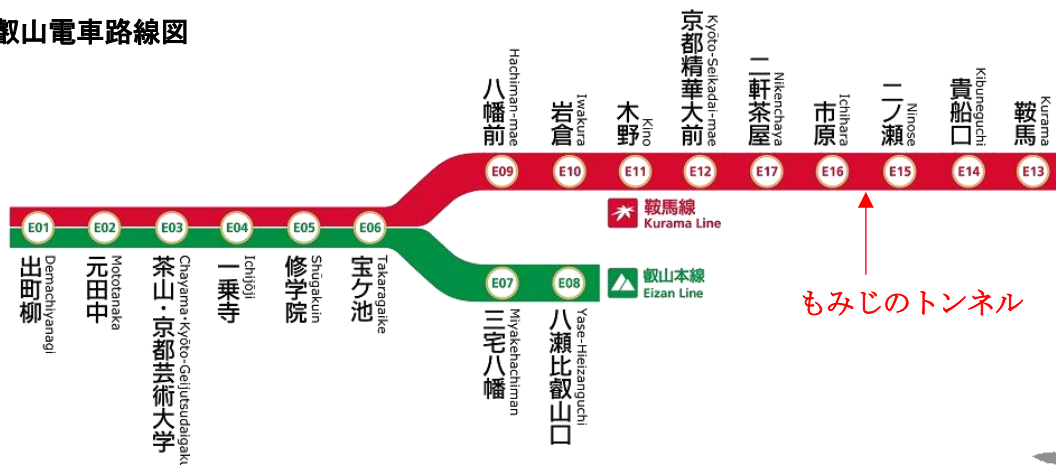 叡山電車路線図
E01
出町柳
Demachiyanagi
E02
元田中
Mototanaka
E03
茶山・京都芸術大学
Chayama・Kyōto-Geijutsudaigaku
E04
一乗寺
Ichijōji
E05
修学院
Shūgakuin
E06
宝ケ池
Takaragaike
E09
八幡前
Hachiman-mae
E10
岩倉
Iwakura
E11
木野
Kino
E12
京都精華大前
Kyōto-Seikadai-mae
E17
二軒茶屋
Nikenchaya
E16
市原
Ichihara
E15
二ノ瀬
Ninose
E14
貴船口
Kibuneguchi
E13
鞍馬
Kurama
鞍馬線
Kurama Line
もみじのトンネル
E07
三宅八幡
Miyakehachiman
E08
八瀬比叡山口
Yase-Hieizanguchi
叡山本線
Eizan Line